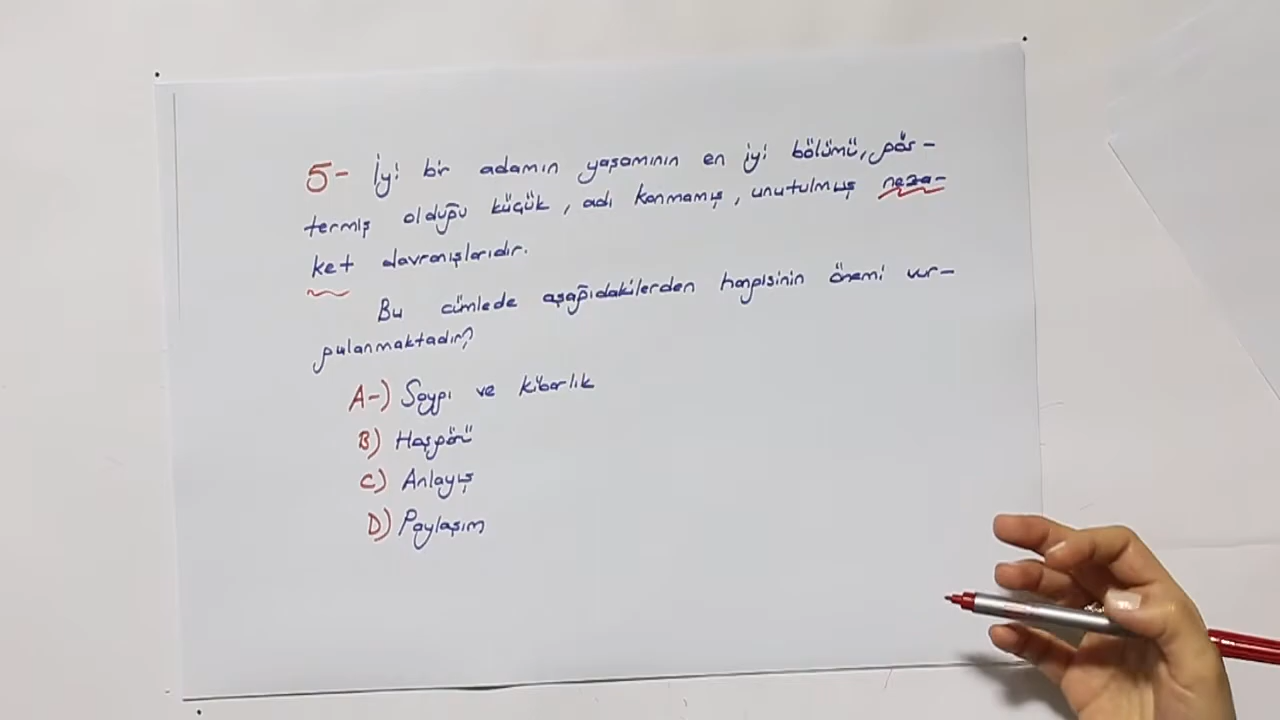 5- İyi bir adamın yaşamının en iyi bölümü, gös-
termiş olduğu küçük, adı konmamış, unutulmuş neza-
ket davranışlarıdır.
Bu cümlede aşağıdakilerden hangisinin önemi vur-
gulanmaktadır?
A-) Saygı ve kibarlık
B) Hoşgörü
C) Anlayış
D) Paylaşım